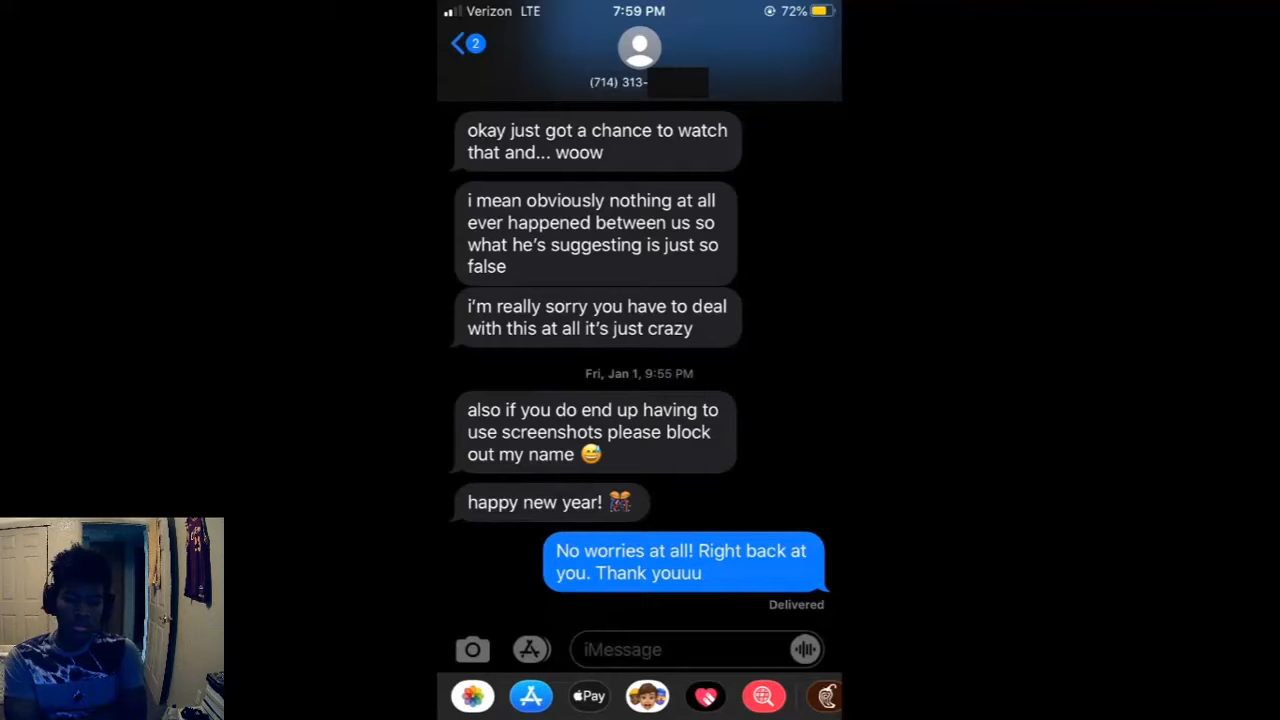 Verizon LTE 7:59 PM 72%
2
(714) 313-
okay just got a chance to watch
that and... woow
i mean obviously nothing at all
ever happened between us so
what he's suggesting is just so
false
i'm really sorry you have to deal
with this at all it's just crazy
Fri, Jan 1, 9:55 PM
also if you do end up having to
use screenshots please block
out my name 😅
happy new year! 🎊
No worries at all! Right back at
you. Thank youuu
Delivered
iMessage
Pay